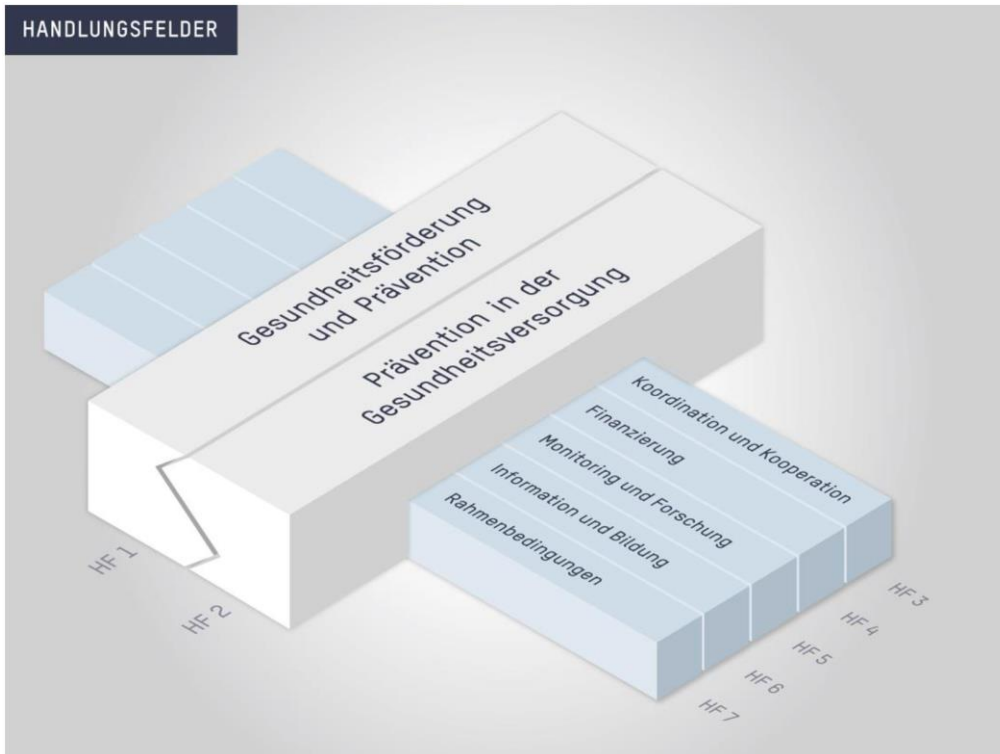 HANDLUNGSFELDER
Gesundheitsförderung
und Prävention
Prävention in der
Gesundheitsversorgung
HF 1
HF 2
Koordination und Kooperation
Finanzierung
Monitoring und Forschung
Information und Bildung
Rahmenbedingungen
HF 3
HF 4
HF 5
HF 6
HF 7